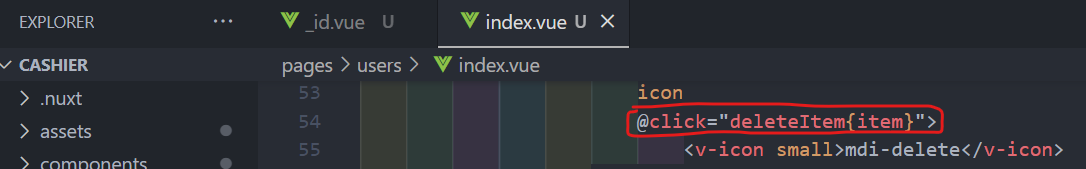 EXPLORER ··· _id.vue U index.vue U ×
CASHIER pages > users > index.vue
.nuxt 53 icon
assets 54 @click="deleteItem{item}">
components 55 <v-icon small>mdi-delete</v-icon>